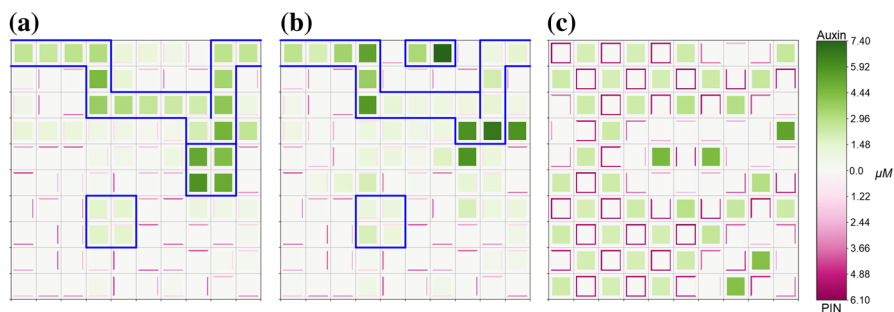 (a)
(b)
(c)
Auxin
7.40
5.92
4.44
2.96
1.48
0.0
μM
1.22
2.44
3.66
4.88
6.10
PIN